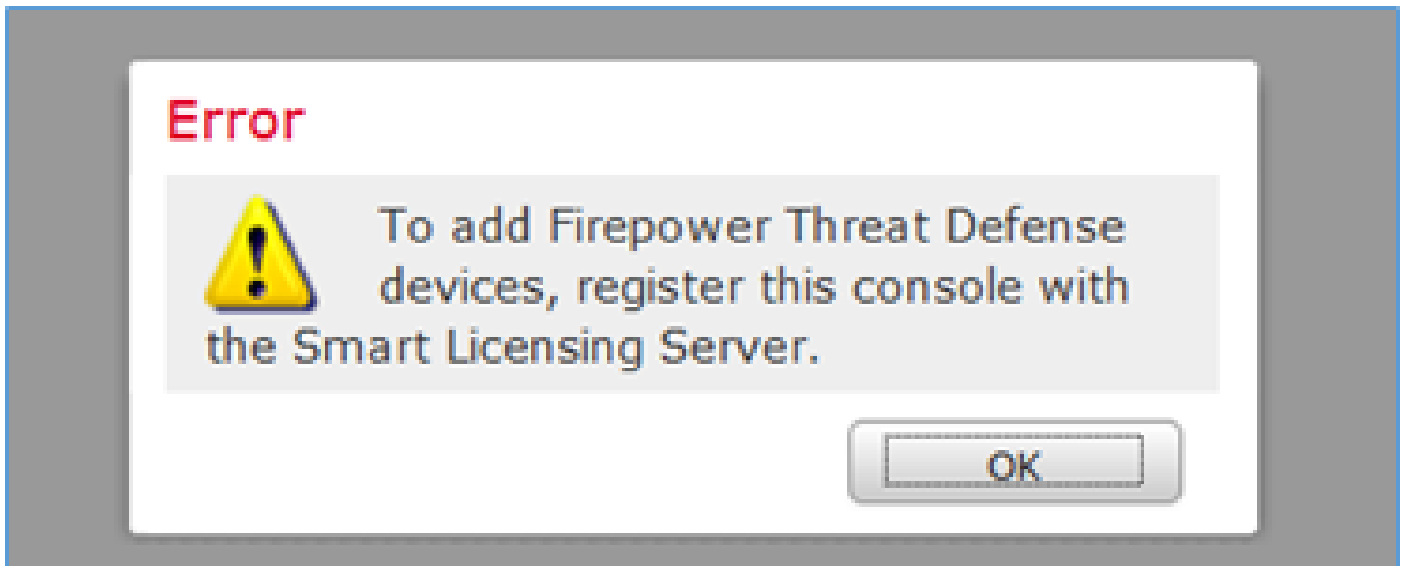 Error
To add Firepower Threat Defense
devices, register this console with
the Smart Licensing Server.
OK